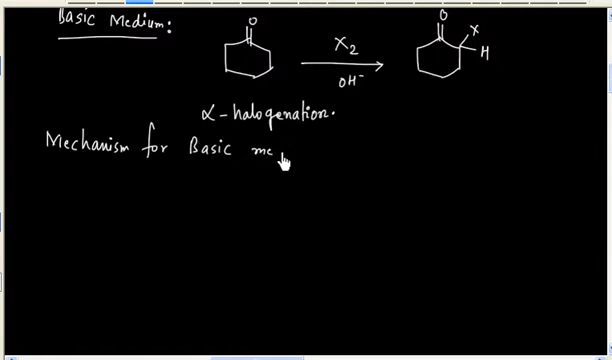 Basic Medium:
O
X₂
OH⁻
O
X
H
α-halogenation.
Mechanism for Basic me